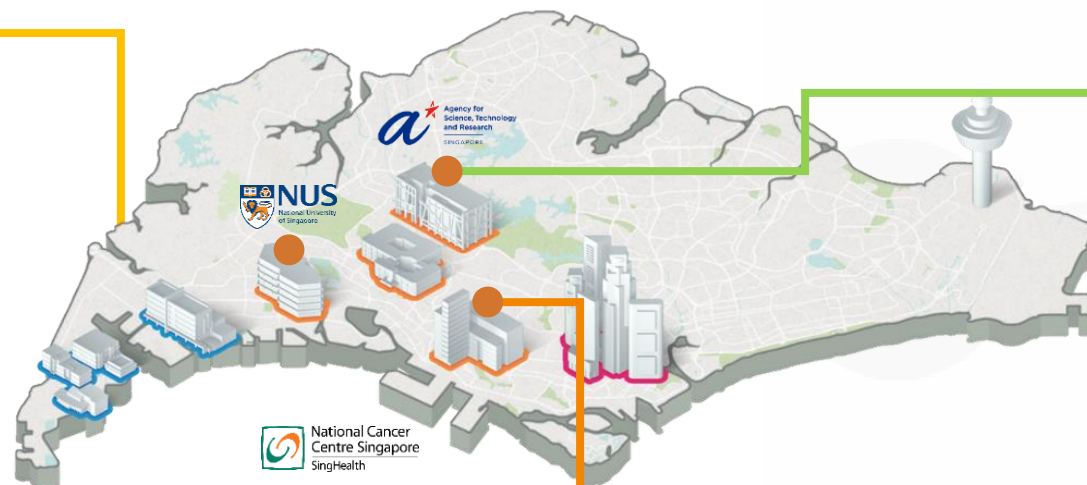 Agency for
Science, Technology
and Research
SINGAPORE
NUS
National University
of Singapore
National Cancer
Centre Singapore
SingHealth